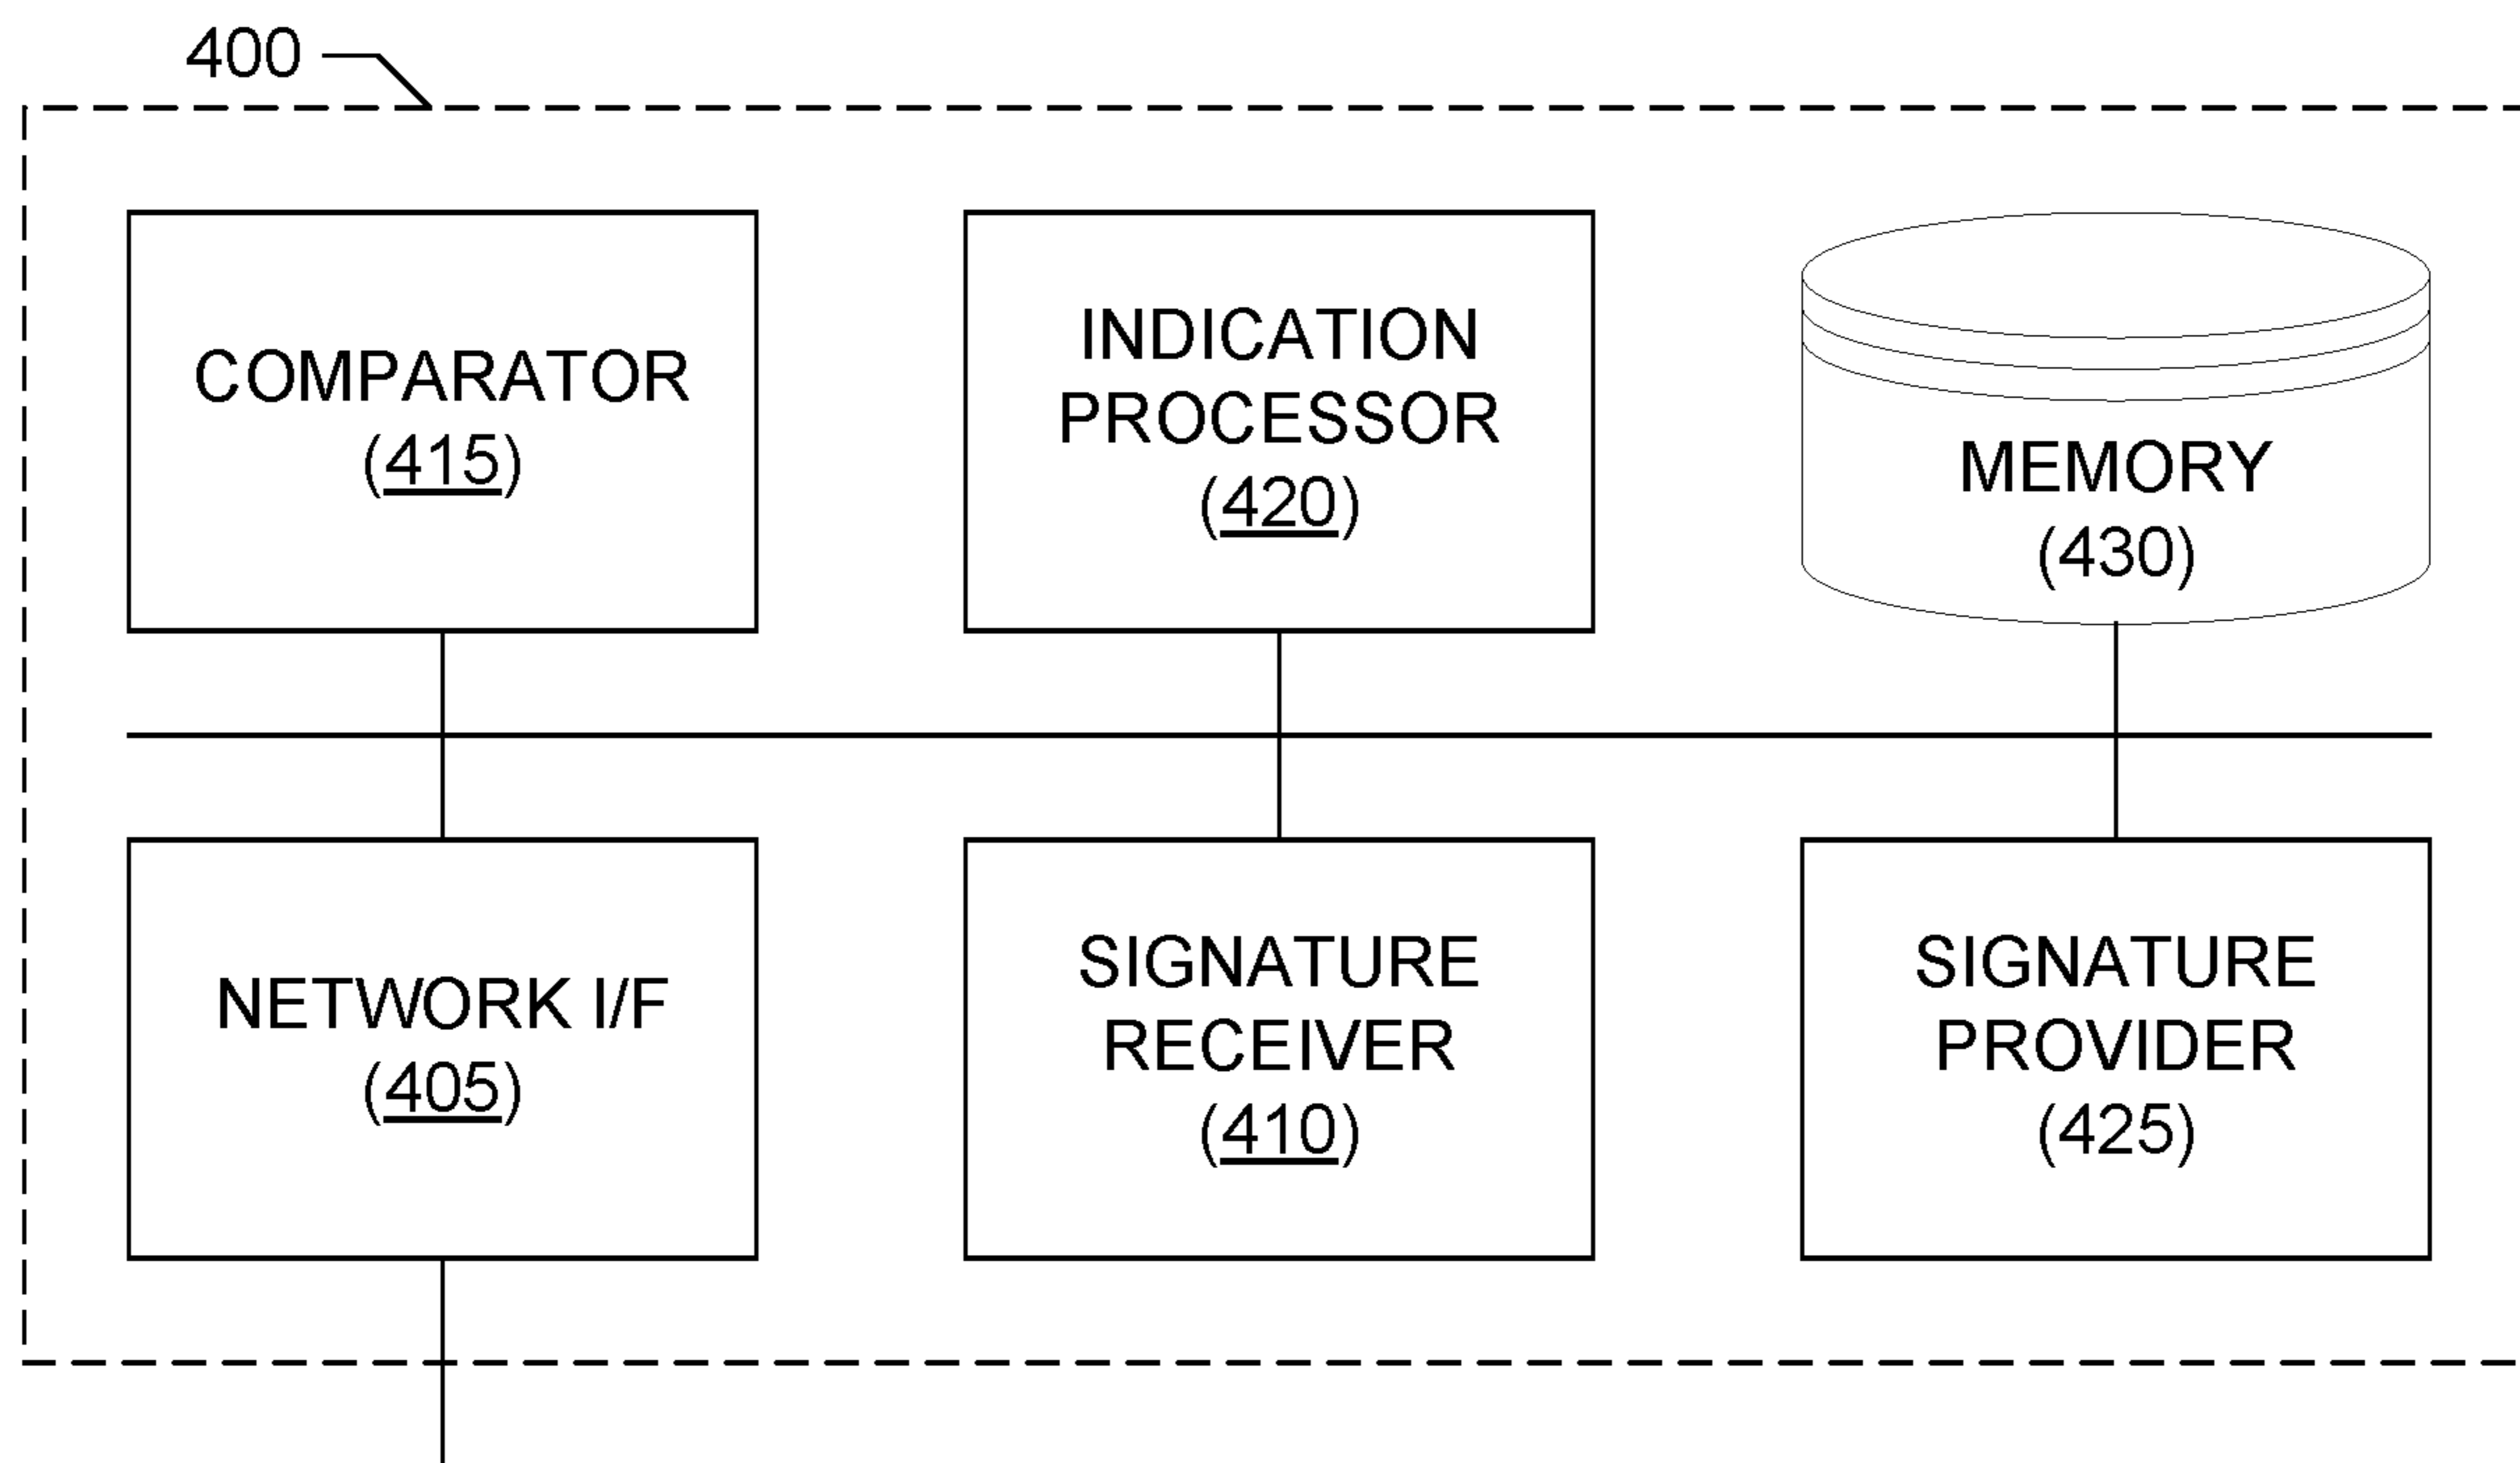 400
COMPARATOR
(415)
INDICATION
PROCESSOR
(420)
MEMORY
(430)
NETWORK I/F
(405)
SIGNATURE
RECEIVER
(410)
SIGNATURE
PROVIDER
(425)